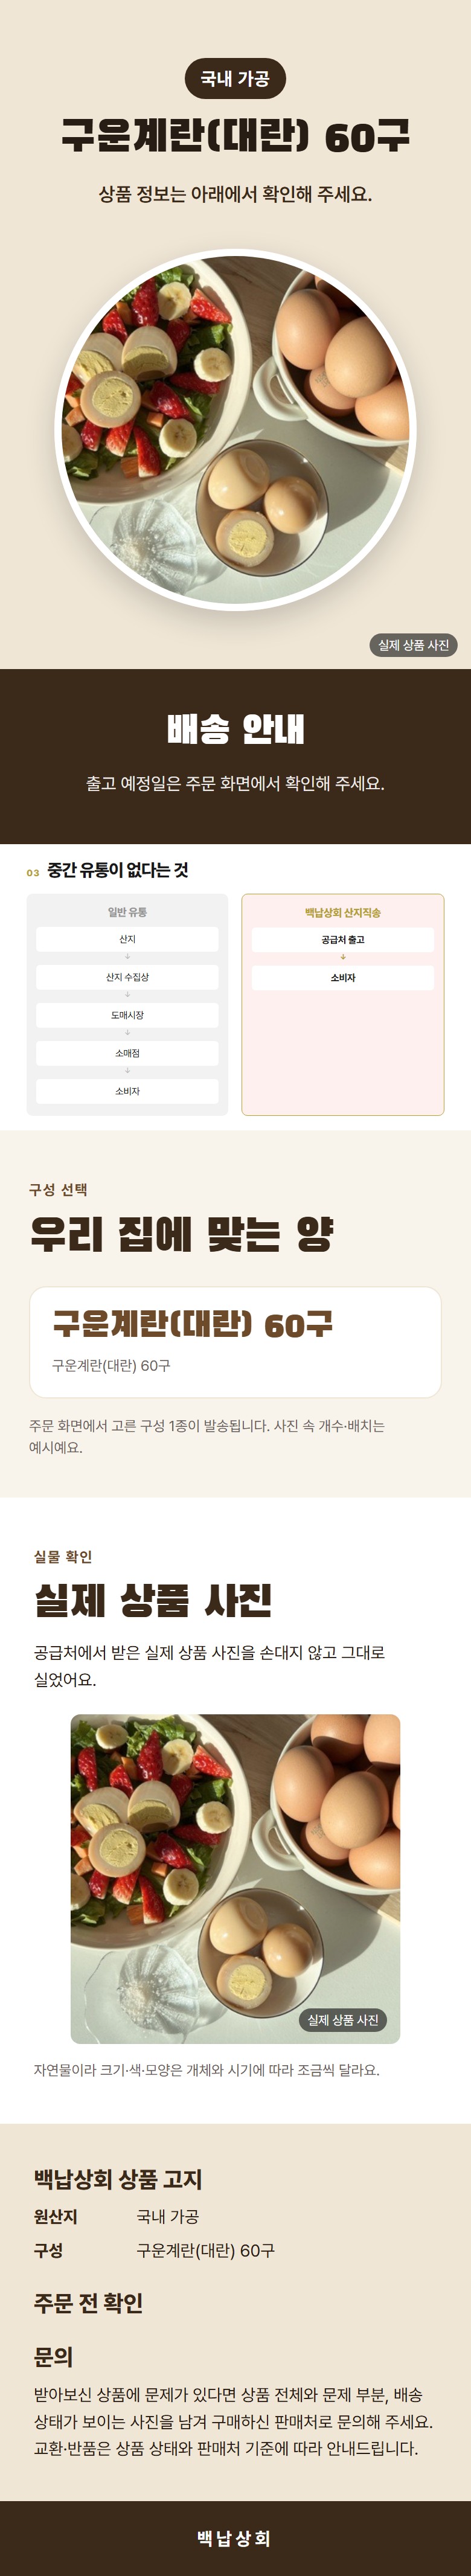 국내 가공
구운계란(대란) 60구
상품 정보는 아래에서 확인해 주세요.
실제 상품 사진
배송 안내
출고 예정일은 주문 화면에서 확인해 주세요.
03 중간 유통이 없다는 것
일반 유통
산지
↓
산지 수집상
↓
도매시장
↓
소매점
↓
소비자
백납상회 산지직송
공급처 출고
↓
소비자
구성 선택
우리 집에 맞는 양
구운계란(대란) 60구
구운계란(대란) 60구
주문 화면에서 고른 구성 1종이 발송됩니다. 사진 속 개수·배치는
예시예요.
실물 확인
실제 상품 사진
공급처에서 받은 실제 상품 사진을 손대지 않고 그대로
실었어요.
실제 상품 사진
자연물이라 크기·색·모양은 개체와 시기에 따라 조금씩 달라요.
백납상회 상품 고지
원산지 국내 가공
구성 구운계란(대란) 60구
주문 전 확인
문의
받아보신 상품에 문제가 있다면 상품 전체와 문제 부분, 배송
상태가 보이는 사진을 남겨 구매하신 판매처로 문의해 주세요.
교환·반품은 상품 상태와 판매처 기준에 따라 안내드립니다.
백납상회